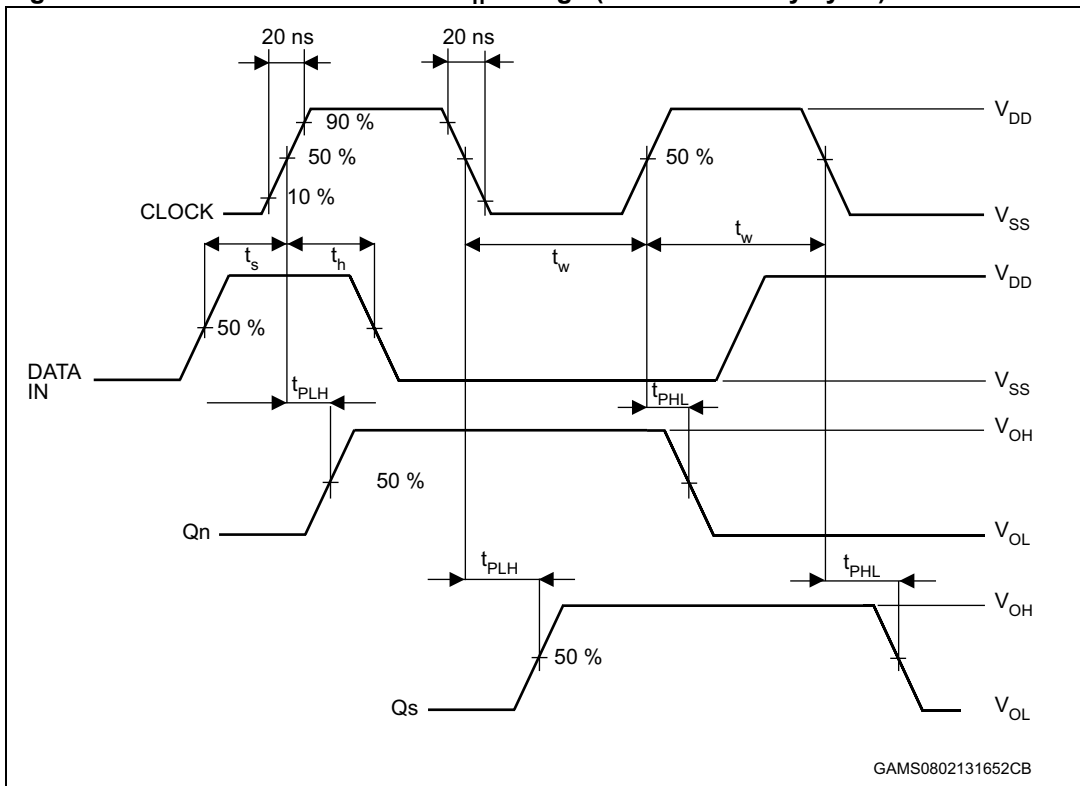 20 ns 20 ns
V_DD
90 %
50 % 50 %
10 %
CLOCK V_SS
t_s t_h t_w t_w
V_DD
50 %
DATA
IN
V_SS
t_PLH t_PHL
V_OH
50 %
Qn V_OL
t_PLH t_PHL
V_OH
50 %
Qs V_OL
GAMS0802131652CB